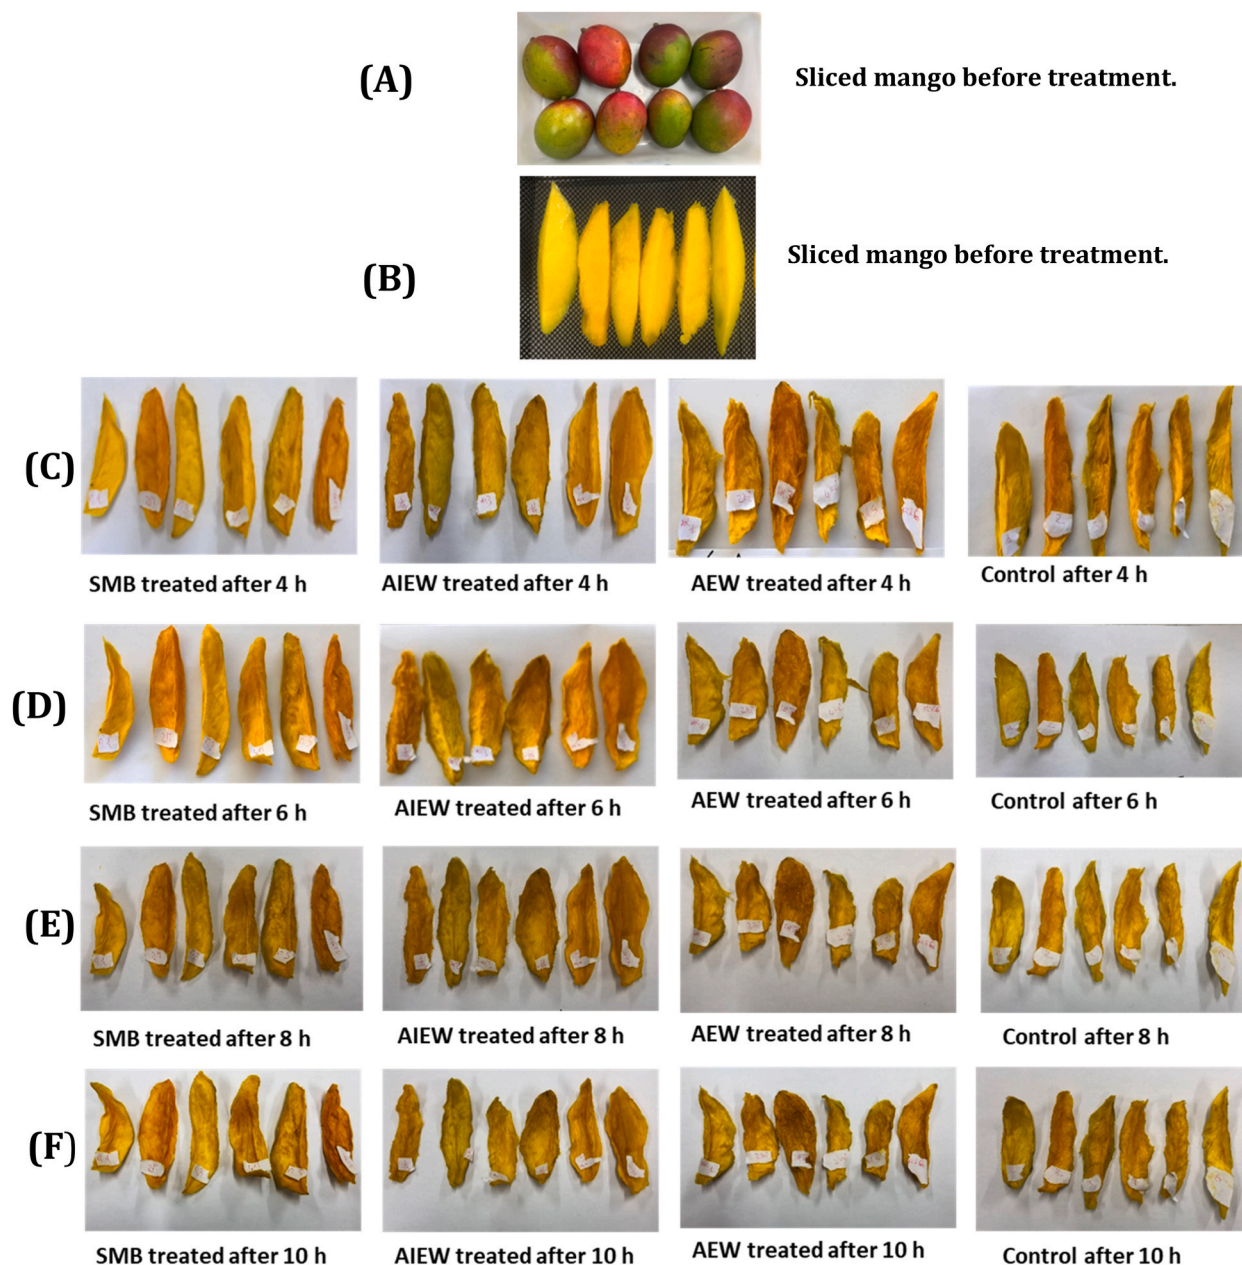 (A)
Sliced mango before treatment.
(B)
Sliced mango before treatment.
(C)
SMB treated after 4 h
AIEW treated after 4 h
AEW treated after 4 h
Control after 4 h
(D)
SMB treated after 6 h
AIEW treated after 6 h
AEW treated after 6 h
Control after 6 h
(E)
SMB treated after 8 h
AIEW treated after 8 h
AEW treated after 8 h
Control after 8 h
(F)
SMB treated after 10 h
AIEW treated after 10 h
AEW treated after 10 h
Control after 10 h